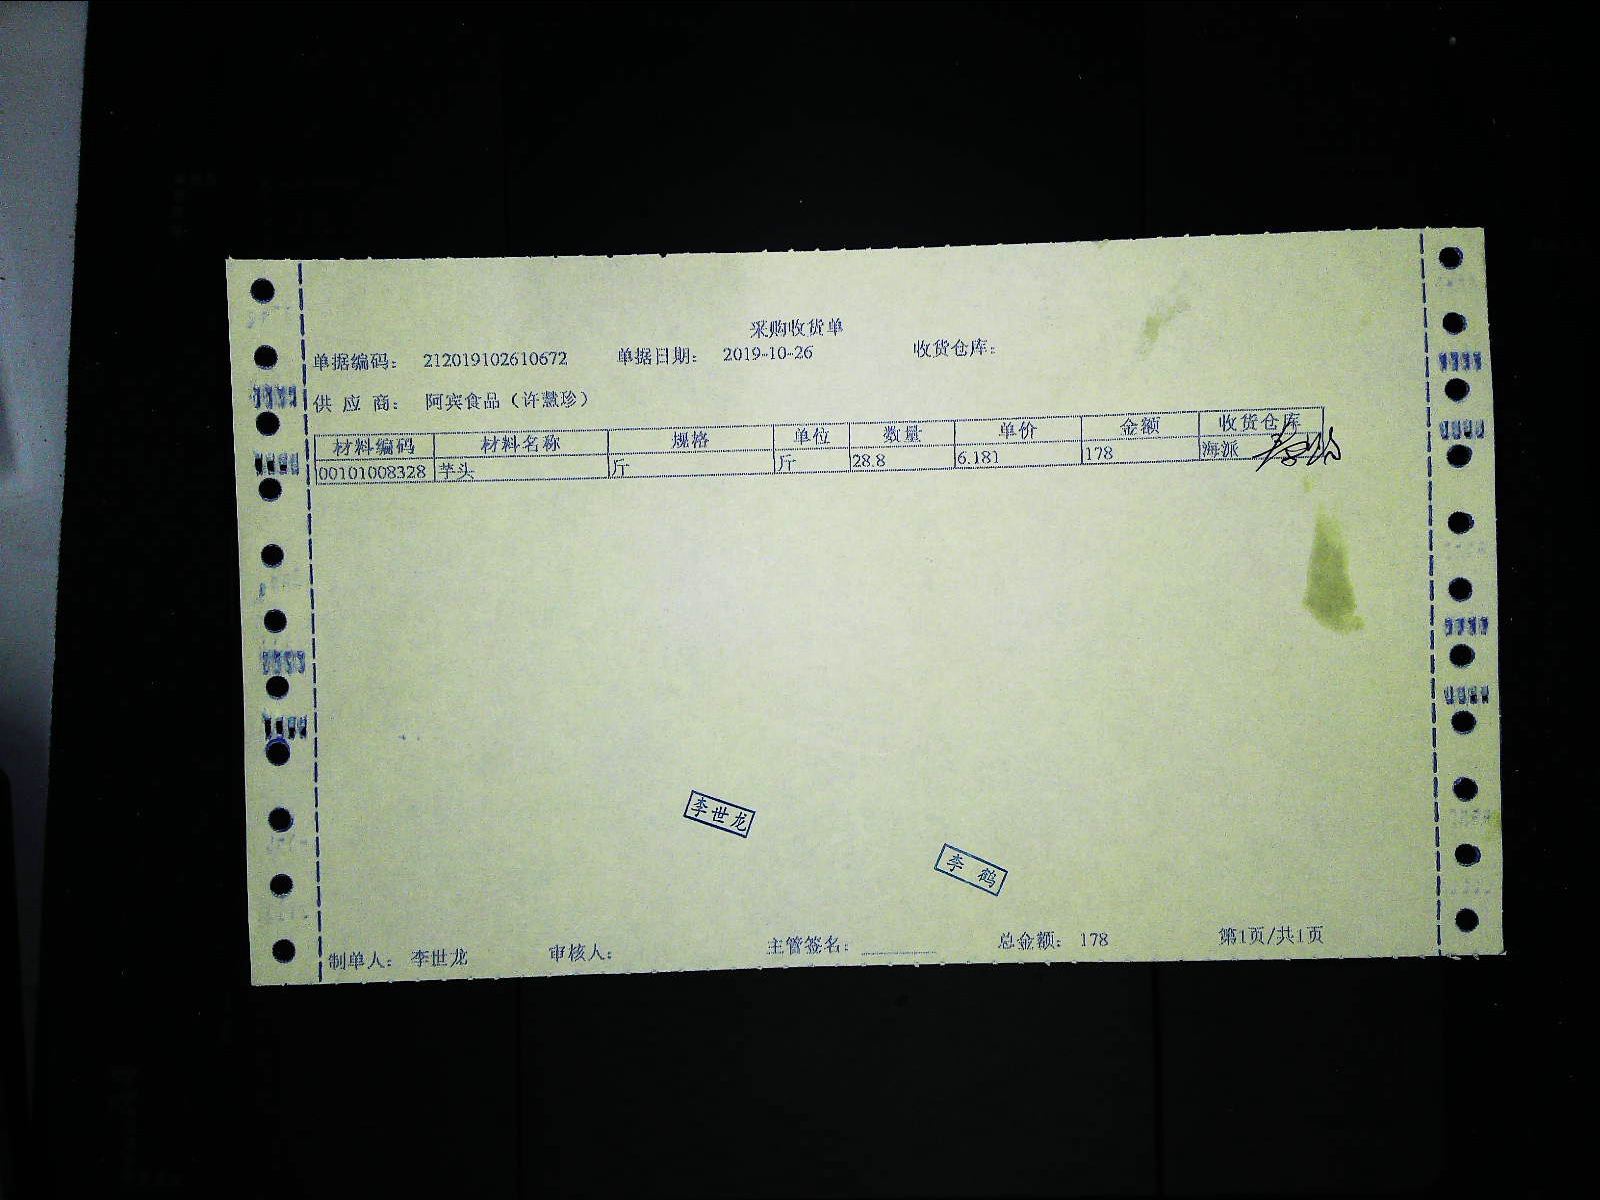 采购收货单
单据编码： 212019102610672 单据日期： 2019-10-26 收货仓库：
供 应 商： 阿宾食品（许慧珍）
材料编码 材料名称 规格 单位 数量 单价 金额 收货仓库
00101008328 芋头 斤 斤 28.8 6.181 178 海派
李世龙
李 鹤
制单人： 李世龙 审核人： 主管签名：________ 总金额： 178 第1页/共1页